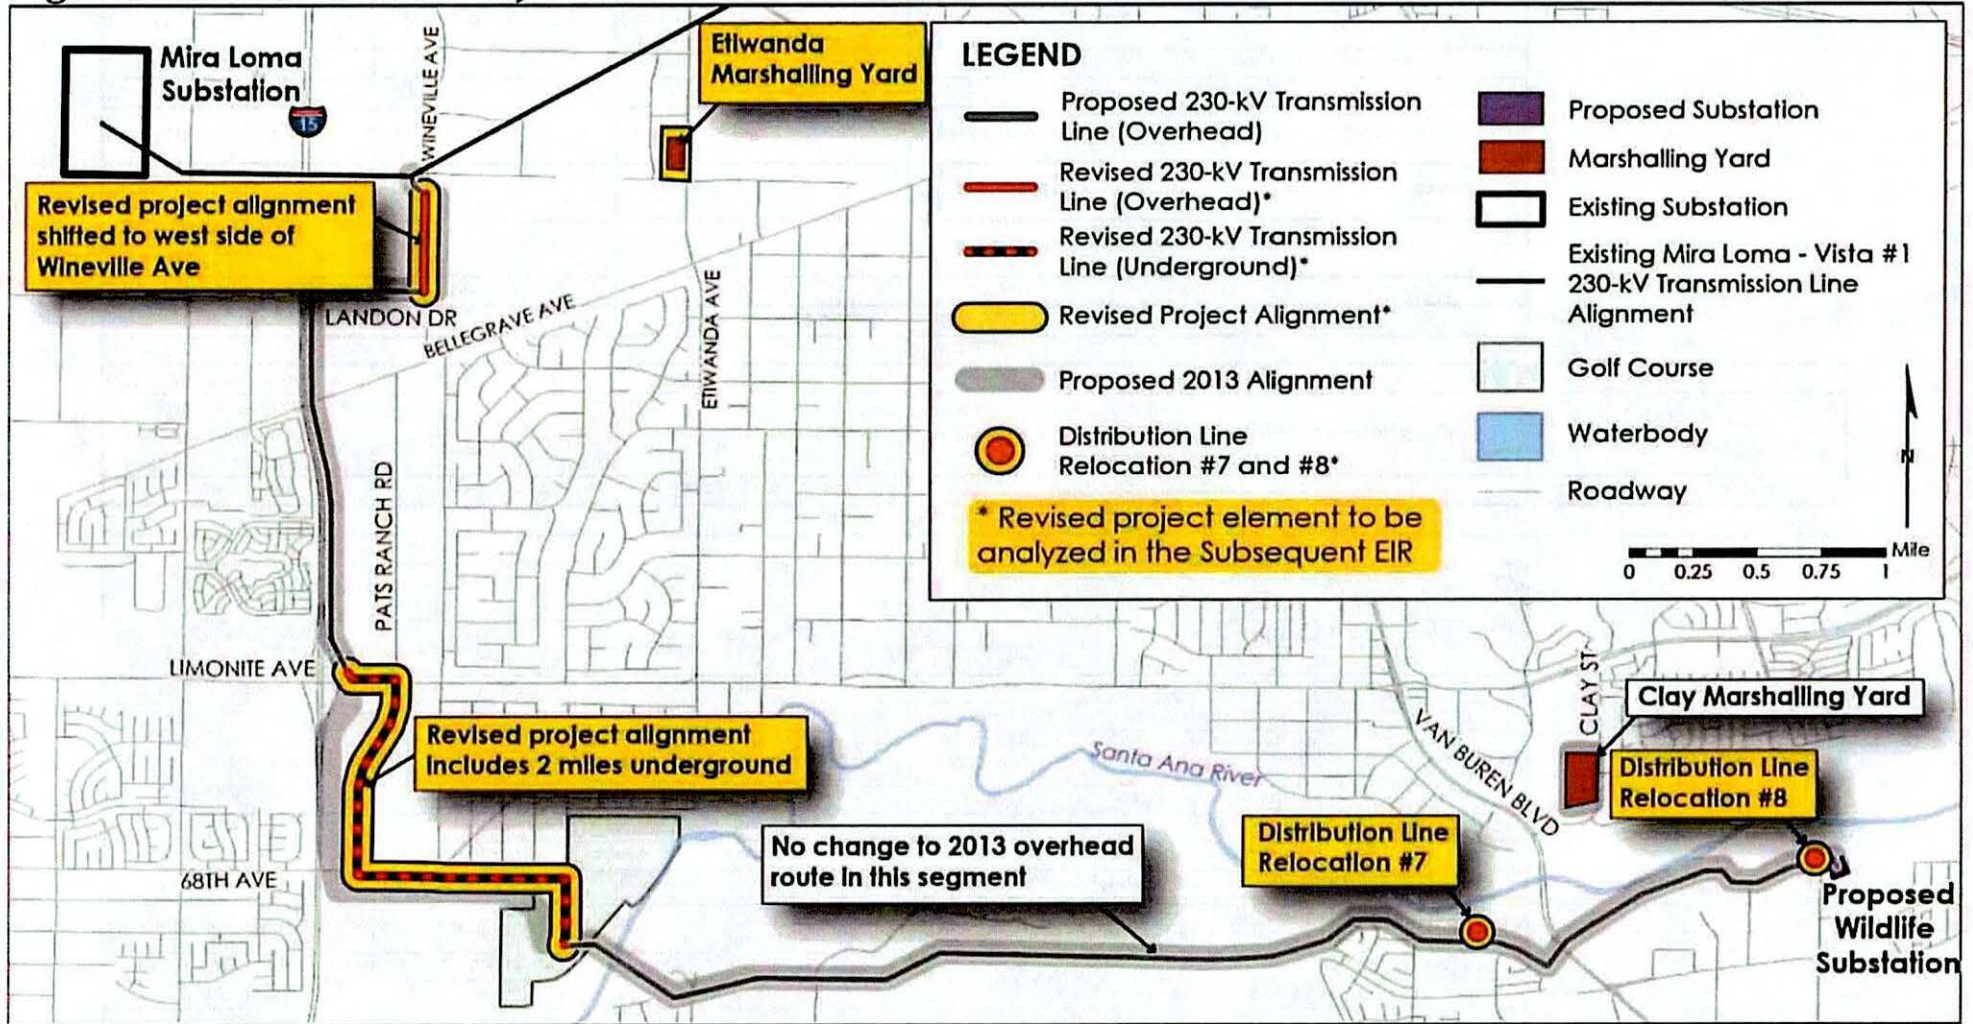 Mira Loma
Substation
15
WINEVILLE AVE
Etiwanda
Marshalling Yard
Revised project alignment
shifted to west side of
Wineville Ave
LANDON DR
BELLEGRAVE AVE
ETIWANDA AVE
PATS RANCH RD
LIMONITE AVE
Revised project alignment
includes 2 miles underground
68TH AVE
Santa Ana River
No change to 2013 overhead
route in this segment
Distribution Line
Relocation #7
VAN BUREN BLVD
CLAY ST
Clay Marshalling Yard
Distribution Line
Relocation #8
Proposed
Wildlife
Substation
LEGEND
Proposed 230-kV Transmission
Line (Overhead)
Revised 230-kV Transmission
Line (Overhead)*
Revised 230-kV Transmission
Line (Underground)*
Revised Project Alignment*
Proposed 2013 Alignment
Distribution Line
Relocation #7 and #8*
* Revised project element to be
analyzed in the Subsequent EIR
Proposed Substation
Marshalling Yard
Existing Substation
Existing Mira Loma - Vista #1
230-kV Transmission Line
Alignment
Golf Course
Waterbody
Roadway
N
Mile
0 0.25 0.5 0.75 1